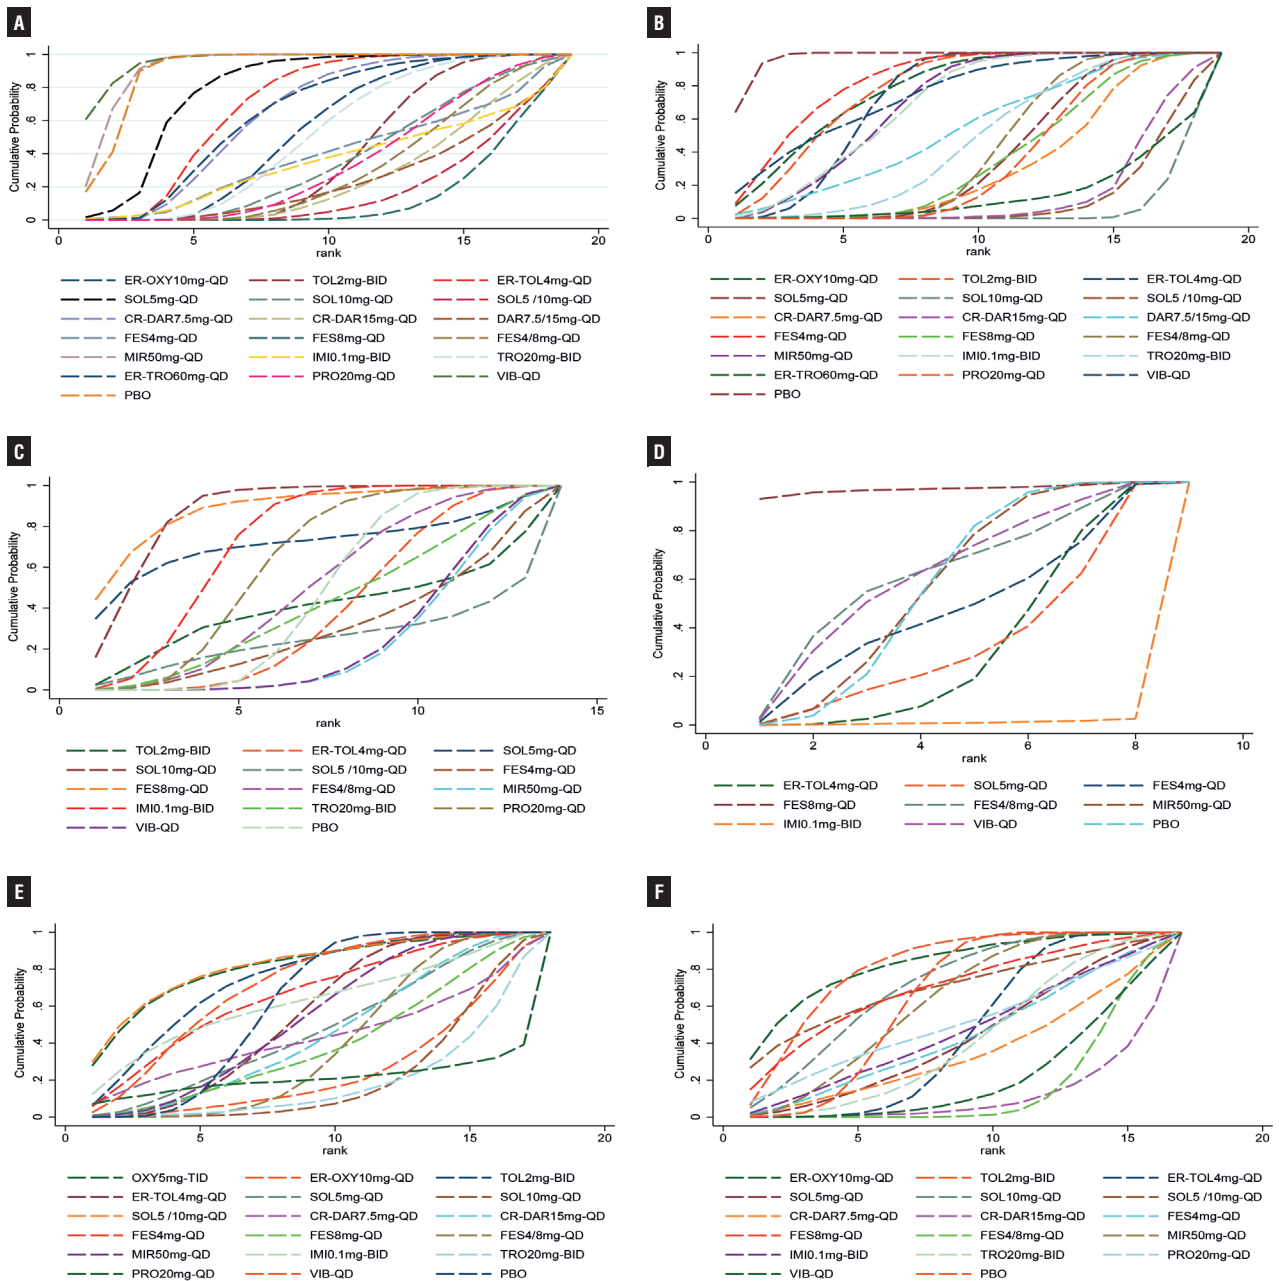 A
B
Cumulative Probability
1
.8
.6
.4
.2
0
0 5 10 15 20
rank
ER-OXY10mg-QD TOL2mg-BID ER-TOL4mg-QD
SOL5mg-QD SOL10mg-QD SOL5 /10mg-QD
CR-DAR7.5mg-QD CR-DAR15mg-QD DAR7.5/15mg-QD
FES4mg-QD FES8mg-QD FES4/8mg-QD
MIR50mg-QD IMI0.1mg-BID TRO20mg-BID
ER-TRO60mg-QD PRO20mg-QD VIB-QD
PBO
Cumulative Probability
1
.8
.6
.4
.2
0
0 5 10 15 20
rank
ER-OXY10mg-QD TOL2mg-BID ER-TOL4mg-QD
SOL5mg-QD SOL10mg-QD SOL5 /10mg-QD
CR-DAR7.5mg-QD CR-DAR15mg-QD DAR7.5/15mg-QD
FES4mg-QD FES8mg-QD FES4/8mg-QD
MIR50mg-QD IMI0.1mg-BID TRO20mg-BID
ER-TRO60mg-QD PRO20mg-QD VIB-QD
PBO
C
D
Cumulative Probability
1
.8
.6
.4
.2
0
0 5 10 15
rank
TOL2mg-BID ER-TOL4mg-QD SOL5mg-QD
SOL10mg-QD SOL5 /10mg-QD FES4mg-QD
FES8mg-QD FES4/8mg-QD MIR50mg-QD
IMI0.1mg-BID TRO20mg-BID PRO20mg-QD
VIB-QD PBO
Cumulative Probability
1
.8
.6
.4
.2
0
0 2 4 6 8 10
rank
ER-TOL4mg-QD SOL5mg-QD FES4mg-QD
FES8mg-QD FES4/8mg-QD MIR50mg-QD
IMI0.1mg-BID VIB-QD PBO
E
F
Cumulative Probability
1
.8
.6
.4
.2
0
0 5 10 15 20
rank
OXY5mg-TID ER-OXY10mg-QD TOL2mg-BID
ER-TOL4mg-QD SOL5mg-QD SOL10mg-QD
SOL5 /10mg-QD CR-DAR7.5mg-QD CR-DAR15mg-QD
FES4mg-QD FES8mg-QD FES4/8mg-QD
MIR50mg-QD IMI0.1mg-BID TRO20mg-BID
PRO20mg-QD VIB-QD PBO
Cumulative Probability
1
.8
.6
.4
.2
0
0 5 10 15 20
rank
ER-OXY10mg-QD TOL2mg-BID ER-TOL4mg-QD
SOL5mg-QD SOL10mg-QD SOL5 /10mg-QD
CR-DAR7.5mg-QD CR-DAR15mg-QD FES4mg-QD
FES8mg-QD FES4/8mg-QD MIR50mg-QD
IMI0.1mg-BID TRO20mg-BID PRO20mg-QD
VIB-QD PBO